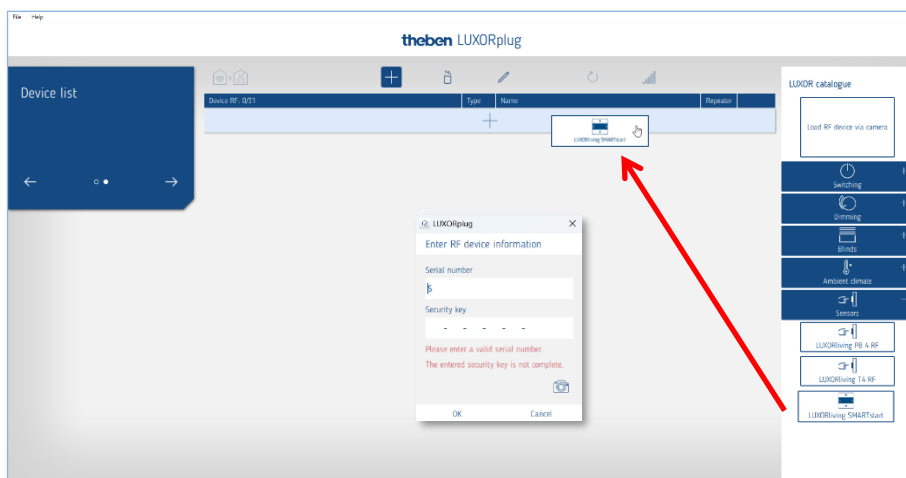 File Help
theben LUXORplug
Device list
Device RF: 0/31 Type Name Repeater
LUXORliving SMARTstart
LUXOR catalogue
Load RF device via camera
Switching
Dimming
Blinds
Ambient climate
Sensors
LUXORliving PB 4 RF
LUXORliving T4 RF
LUXORliving SMARTstart
LUXORplug
Enter RF device information
Serial number
S
Security key
- - - - -
Please enter a valid serial number.
The entered security key is not complete.
OK Cancel